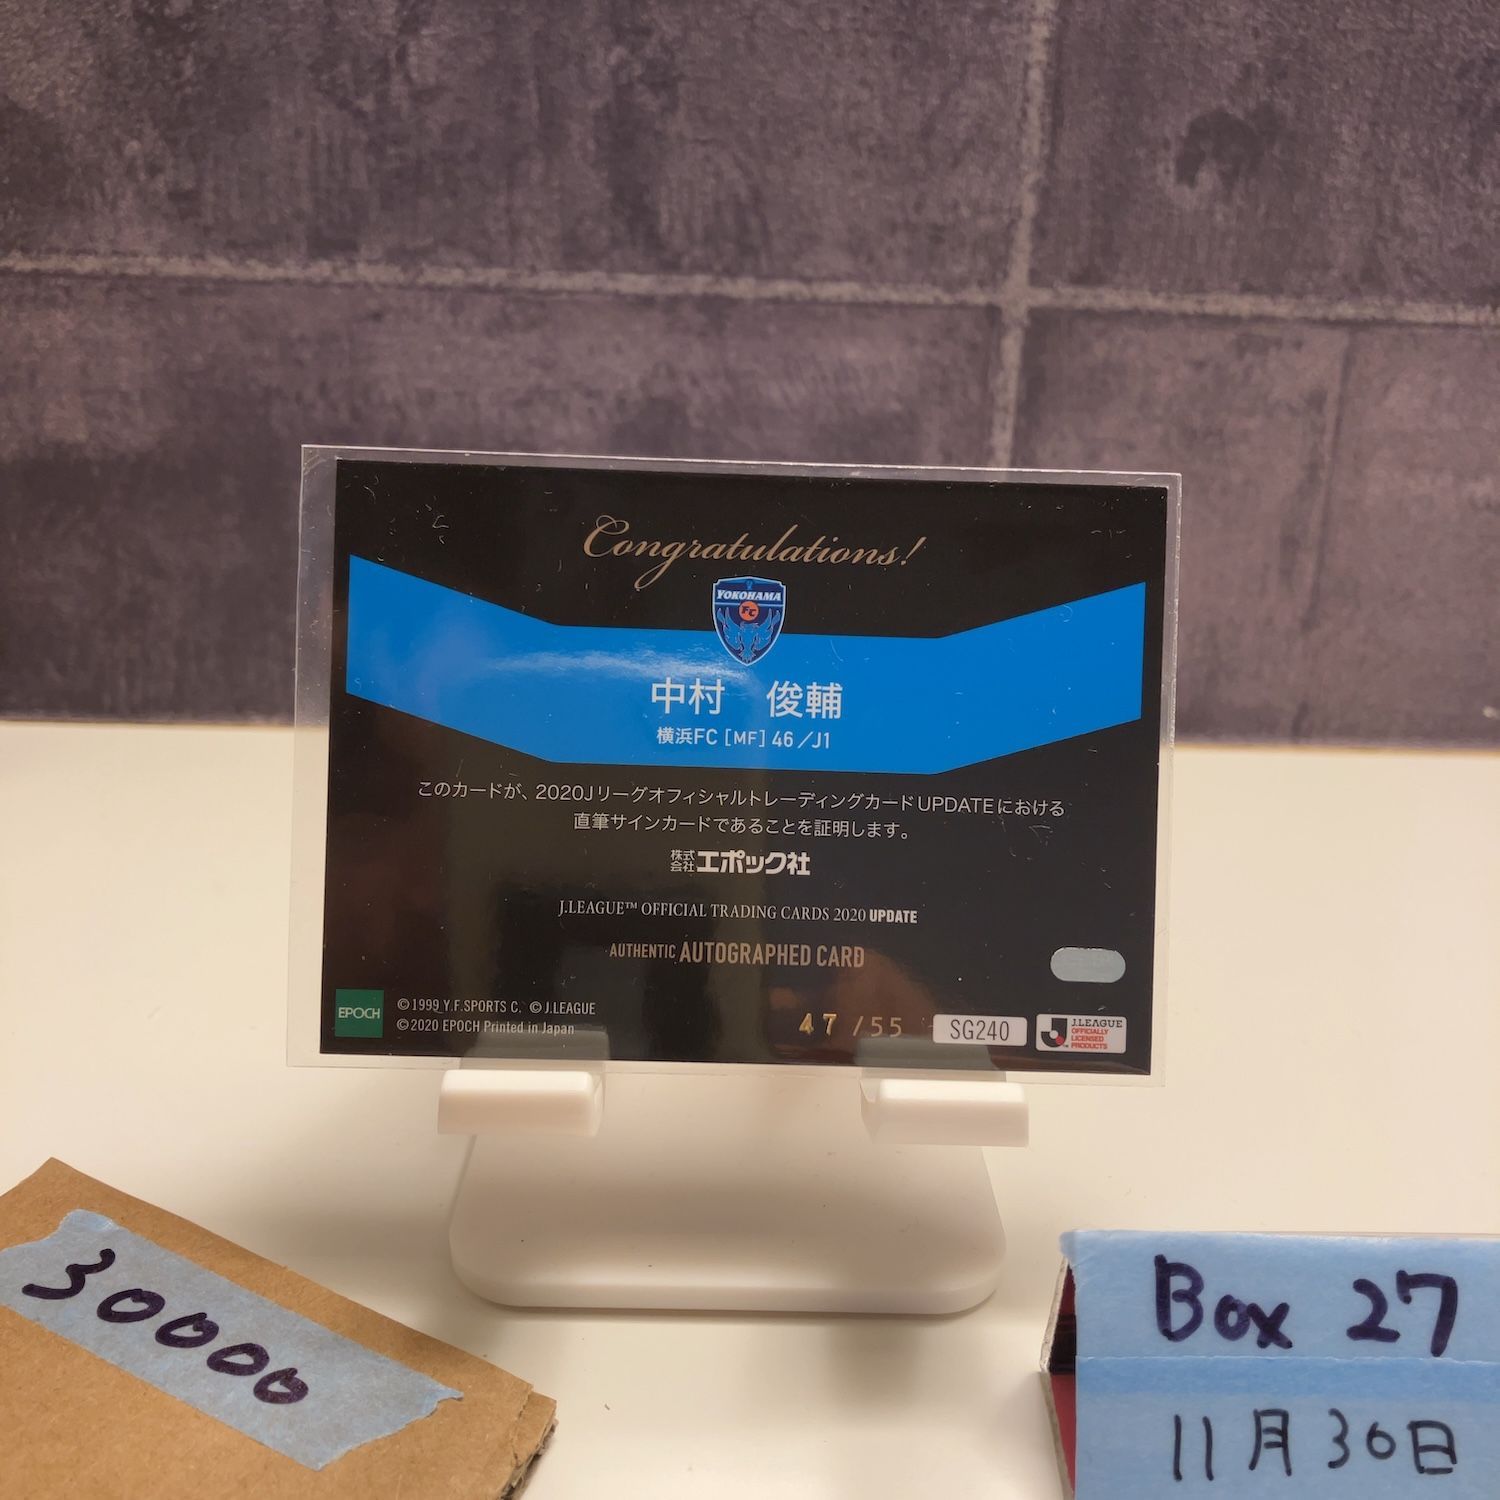 Congratulations!
YOKOHAMA
FC
中村 俊輔
横浜FC [MF] 46/J1
このカードが、2020JリーグオフィシャルトレーディングカードUPDATEにおける
直筆サインカードであることを証明します。
株式会社エポック社
J.LEAGUE™ OFFICIAL TRADING CARDS 2020 UPDATE
AUTHENTIC AUTOGRAPHED CARD
EPOCH
©1999 Y.F.SPORTS C. ©J.LEAGUE
©2020 EPOCH Printed in Japan
47/55
SG240
J.LEAGUE
OFFICIALLY
LICENSED
PRODUCTS
30000
Box 27
11月30日